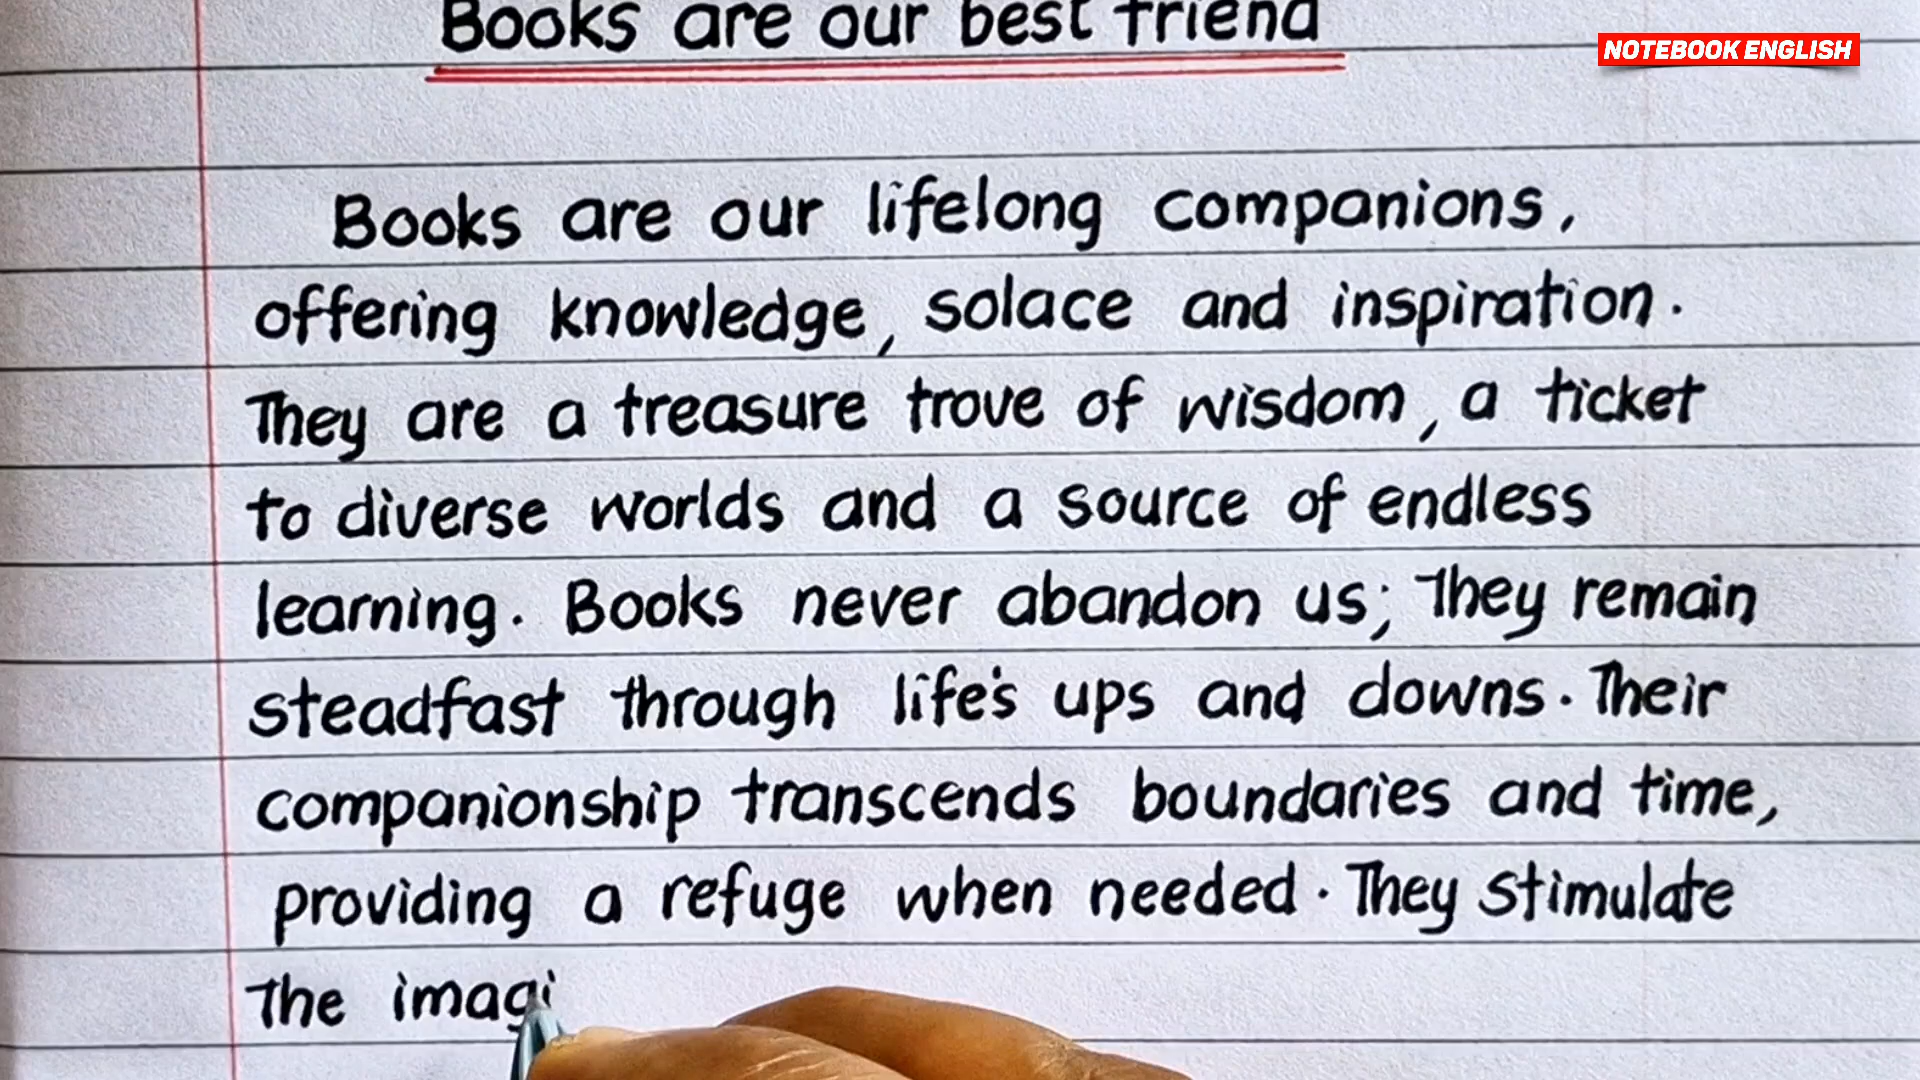 Books are our best friend
NOTEBOOK ENGLISH
Books are our lifelong companions,
offering knowledge, solace and inspiration.
They are a treasure trove of wisdom, a ticket
to diverse worlds and a source of endless
learning. Books never abandon us; They remain
steadfast through life's ups and downs. Their
companionship transcends boundaries and time,
providing a refuge when needed. They stimulate
The imagi